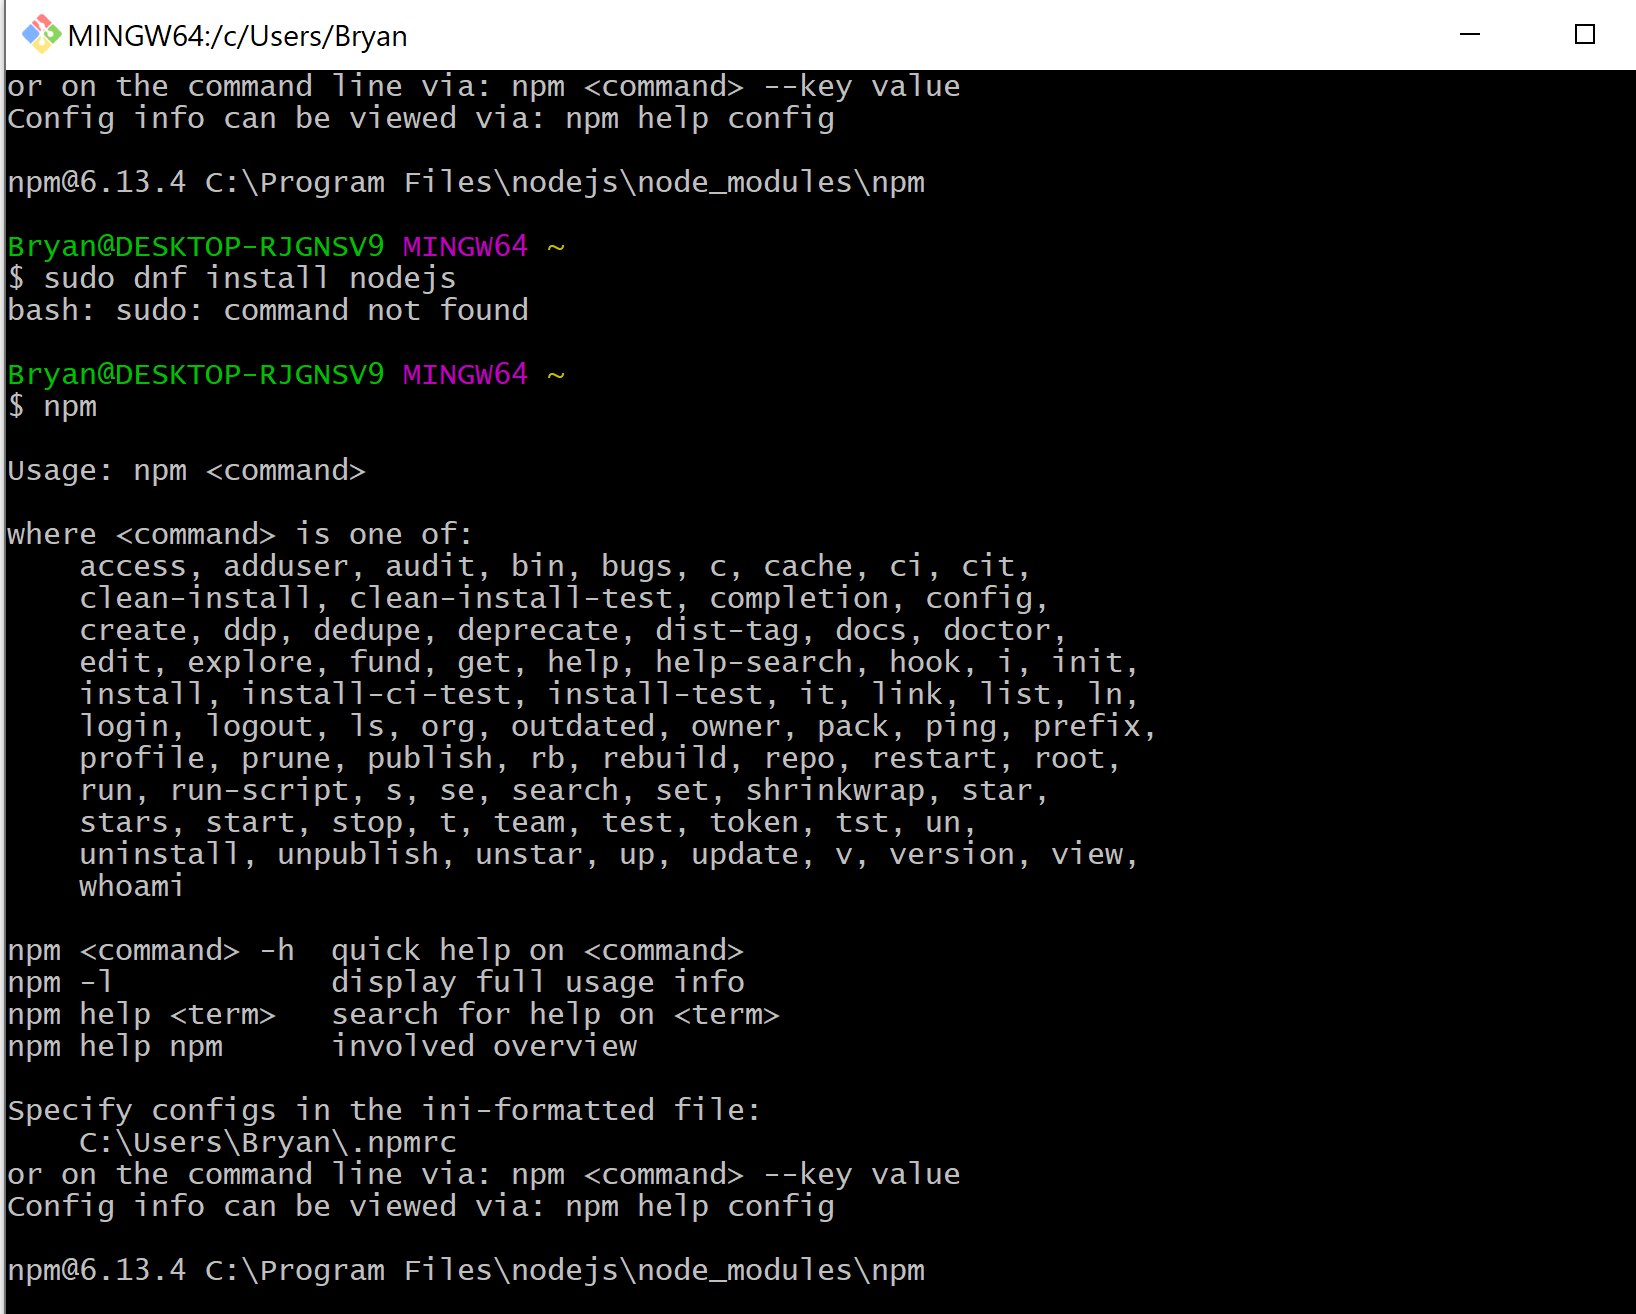 MINGW64:/c/Users/Bryan
or on the command line via: npm <command> --key value
Config info can be viewed via: npm help config
npm@6.13.4 C:\Program Files\nodejs\node_modules\npm
Bryan@DESKTOP-RJGNSV9 MINGW64 ~
$ sudo dnf install nodejs
bash: sudo: command not found
Bryan@DESKTOP-RJGNSV9 MINGW64 ~
$ npm
Usage: npm <command>
where <command> is one of:
    access, adduser, audit, bin, bugs, c, cache, ci, cit,
    clean-install, clean-install-test, completion, config,
    create, ddp, dedupe, deprecate, dist-tag, docs, doctor,
    edit, explore, fund, get, help, help-search, hook, i, init,
    install, install-ci-test, install-test, it, link, list, ln,
    login, logout, ls, org, outdated, owner, pack, ping, prefix,
    profile, prune, publish, rb, rebuild, repo, restart, root,
    run, run-script, s, se, search, set, shrinkwrap, star,
    stars, start, stop, t, team, test, token, tst, un,
    uninstall, unpublish, unstar, up, update, v, version, view,
    whoami
npm <command> -h  quick help on <command>
npm -l            display full usage info
npm help <term>   search for help on <term>
npm help npm      involved overview
Specify configs in the ini-formatted file:
    C:\Users\Bryan\.npmrc
or on the command line via: npm <command> --key value
Config info can be viewed via: npm help config
npm@6.13.4 C:\Program Files\nodejs\node_modules\npm